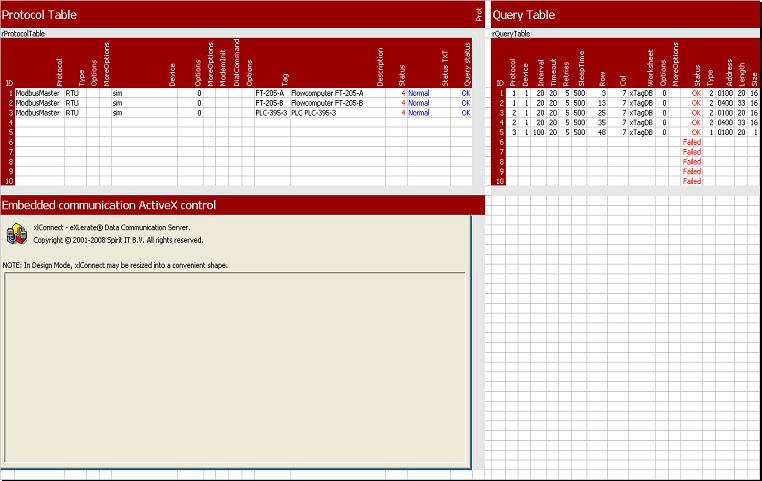 Protocol Table
Prot
Query Table
rProtocolTable
rQueryTable
ID Protocol Type Options MoreOptions Device Options MoreOptions ModemInit DialCommand Options Tag Description Status Status TXT Query status
ID Protocol Device Interval Timeout Retries SleepTime Row Col Worksheet Options MoreOptions Status Type Address Length Size
1 ModbusMaster RTU sim 0 FT-205-A Flowcomputer FT-205-A 4 Normal OK
2 ModbusMaster RTU sim 0 FT-205-B Flowcomputer FT-205-B 4 Normal OK
3 ModbusMaster RTU sim 0 PLC-395-3 PLC PLC-395-3 4 Normal OK
4
5
6
7
8
9
10
1 1 1 20 20 5 500 3 7 xTagDB 0 OK 2 0100 20 16
2 1 1 20 20 5 500 13 7 xTagDB 0 OK 2 0400 33 16
3 2 1 20 20 5 500 25 7 xTagDB 0 OK 2 0100 20 16
4 2 1 20 20 5 500 35 7 xTagDB 0 OK 2 0400 33 16
5 3 1 100 20 5 500 48 7 xTagDB 0 OK 1 0100 20 1
6 Failed
7 Failed
8 Failed
9 Failed
10 Failed
Embedded communication ActiveX control
xlConnect - eXLerate® Data Communication Server.
Copyright © 2001-2008 Spirit IT B.V. All rights reserved.
NOTE: In Design Mode, xlConnect may be resized into a convenient shape.